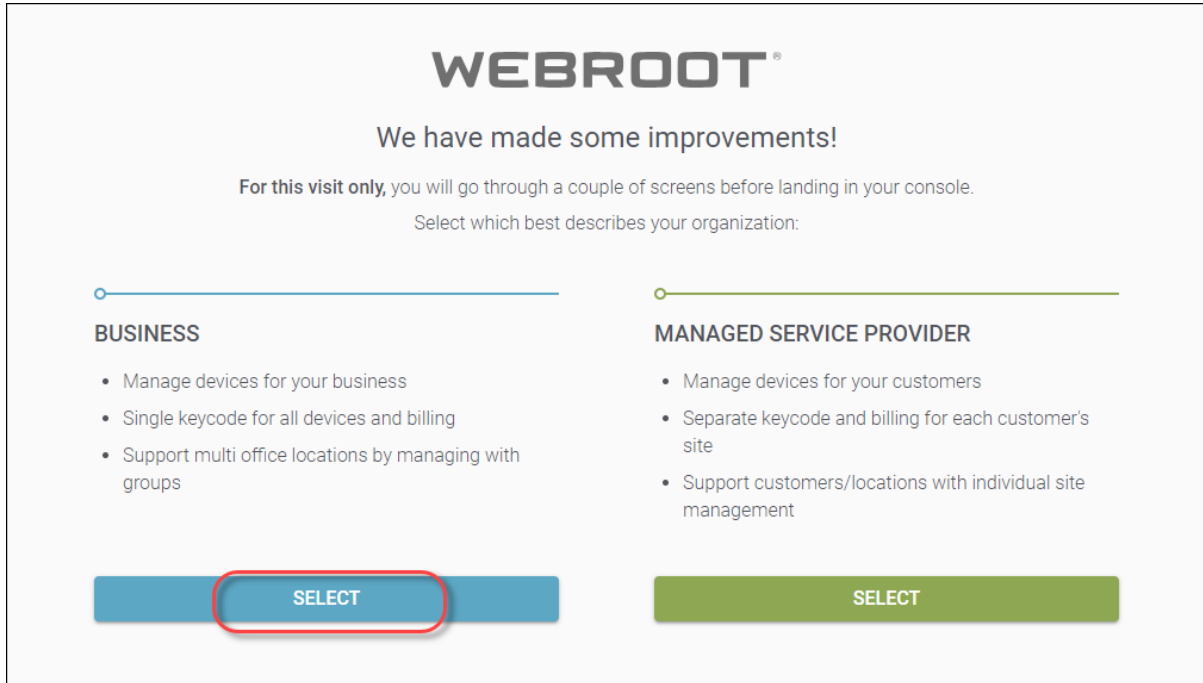 WEBROOT®
We have made some improvements!
For this visit only, you will go through a couple of screens before landing in your console.
Select which best describes your organization:
BUSINESS
• Manage devices for your business
• Single keycode for all devices and billing
• Support multi office locations by managing with
groups
SELECT
MANAGED SERVICE PROVIDER
• Manage devices for your customers
• Separate keycode and billing for each customer's
site
• Support customers/locations with individual site
management
SELECT